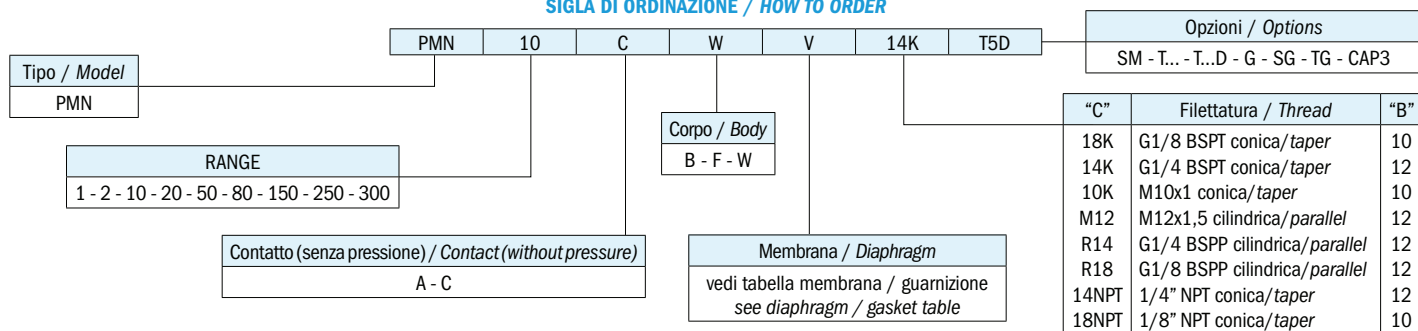 SIGLA DI ORDINAZIONE / HOW TO ORDER
PMN 10 C W V 14K T5D
Opzioni / Options
SM - T... - T...D - G - SG - TG - CAP3
Tipo / Model
PMN
RANGE
1 - 2 - 10 - 20 - 50 - 80 - 150 - 250 - 300
Contatto (senza pressione) / Contact (without pressure)
A - C
Corpo / Body
B - F - W
Membrana / Diaphragm
vedi tabella membrana / guarnizione
see diaphragm / gasket table
“C” Filettatura / Thread “B”
18K G1/8 BSPT conica/taper 10
14K G1/4 BSPT conica/taper 12
10K M10x1 conica/taper 10
M12 M12x1,5 cilindrica/parallel 12
R14 G1/4 BSPP cilindrica/parallel 12
R18 G1/8 BSPP cilindrica/parallel 12
14NPT 1/4” NPT conica/taper 12
18NPT 1/8” NPT conica/taper 10